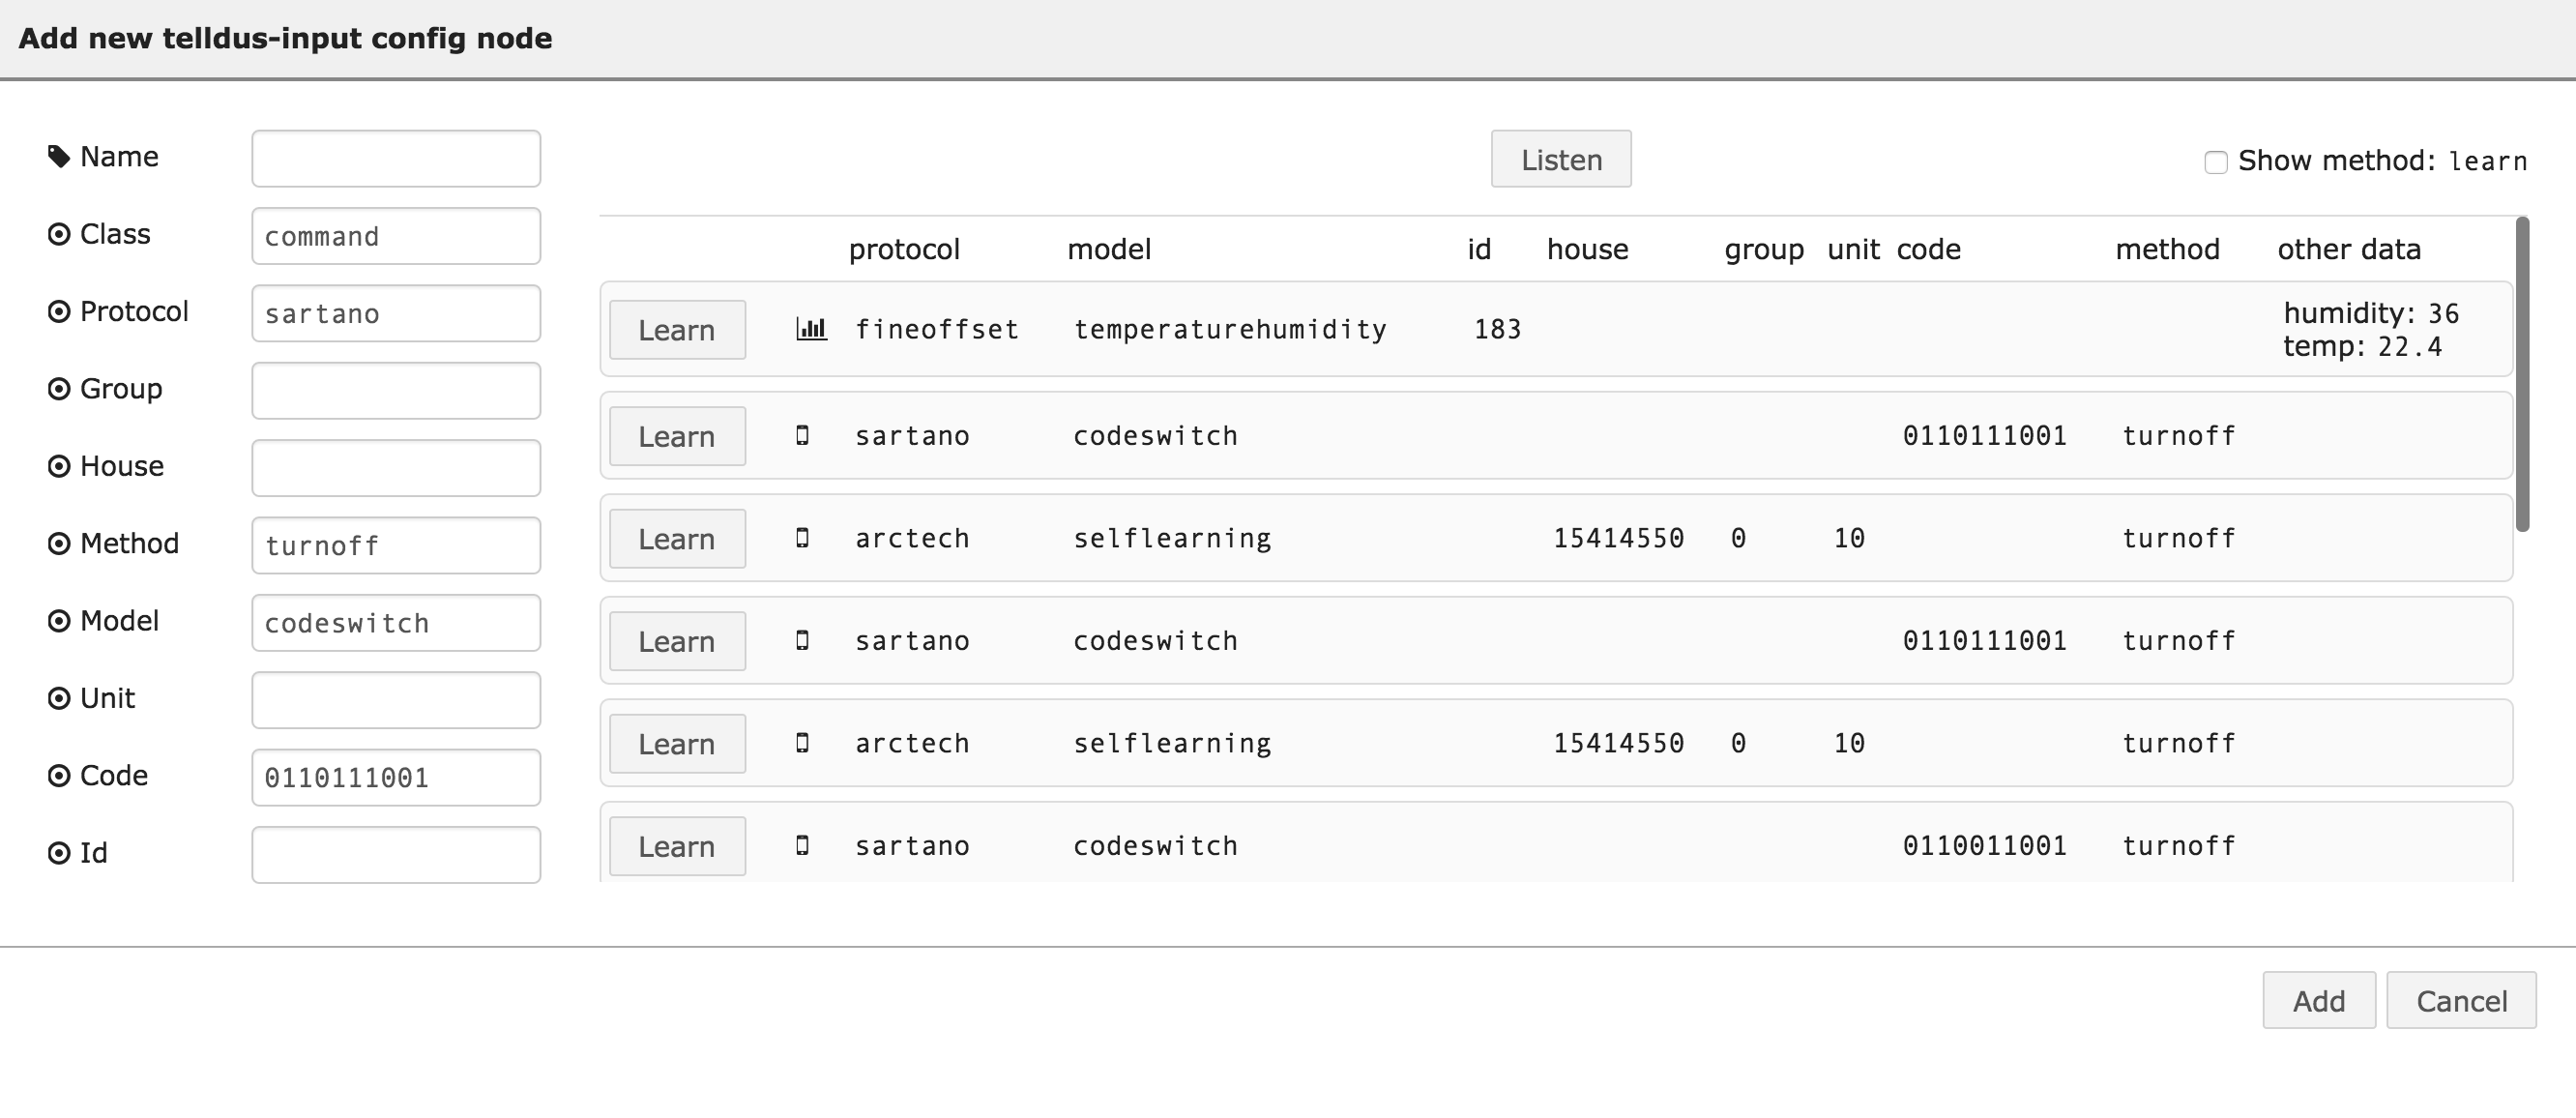 Add new telldus-input config node
Name
Listen
Show method: learn
Class command
Protocol sartano
Group
House
Method turnoff
Model codeswitch
Unit
Code 0110111001
Id
protocol model id house group unit code method other data
Learn fineoffset temperaturehumidity 183 humidity: 36
temp: 22.4
Learn sartano codeswitch 0110111001 turnoff
Learn arctech selflearning 15414550 0 10 turnoff
Learn sartano codeswitch 0110111001 turnoff
Learn arctech selflearning 15414550 0 10 turnoff
Learn sartano codeswitch 0110011001 turnoff
Add Cancel